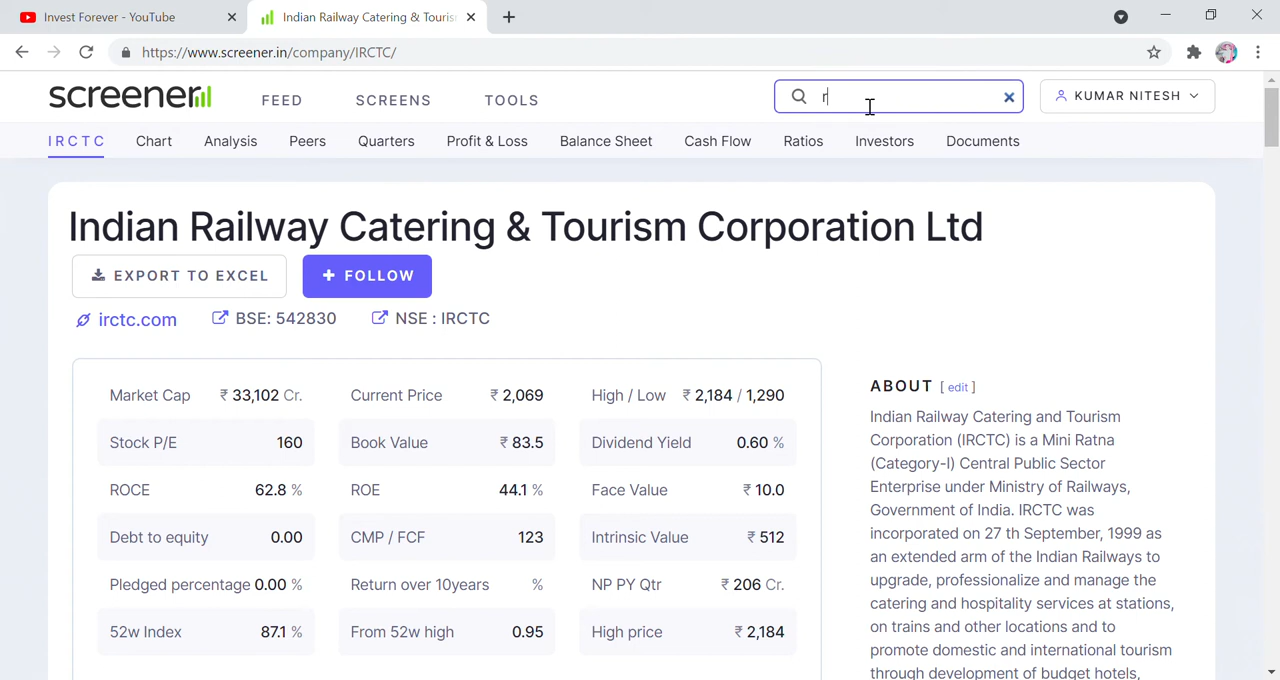 Invest Forever - YouTube
Indian Railway Catering & Touris
https://www.screener.in/company/IRCTC/
screener
FEED
SCREENS
TOOLS
r
KUMAR NITESH
IRCTC
Chart
Analysis
Peers
Quarters
Profit & Loss
Balance Sheet
Cash Flow
Ratios
Investors
Documents
Indian Railway Catering & Tourism Corporation Ltd
EXPORT TO EXCEL
+ FOLLOW
irctc.com
BSE: 542830
NSE : IRCTC
Market Cap ₹ 33,102 Cr.
Current Price ₹ 2,069
High / Low ₹ 2,184 / 1,290
Stock P/E 160
Book Value ₹ 83.5
Dividend Yield 0.60 %
ROCE 62.8 %
ROE 44.1 %
Face Value ₹ 10.0
Debt to equity 0.00
CMP / FCF 123
Intrinsic Value ₹ 512
Pledged percentage 0.00 %
Return over 10years %
NP PY Qtr ₹ 206 Cr.
52w Index 87.1 %
From 52w high 0.95
High price ₹ 2,184
ABOUT [ edit ]
Indian Railway Catering and Tourism
Corporation (IRCTC) is a Mini Ratna
(Category-I) Central Public Sector
Enterprise under Ministry of Railways,
Government of India. IRCTC was
incorporated on 27 th September, 1999 as
an extended arm of the Indian Railways to
upgrade, professionalize and manage the
catering and hospitality services at stations,
on trains and other locations and to
promote domestic and international tourism
through development of budget hotels,